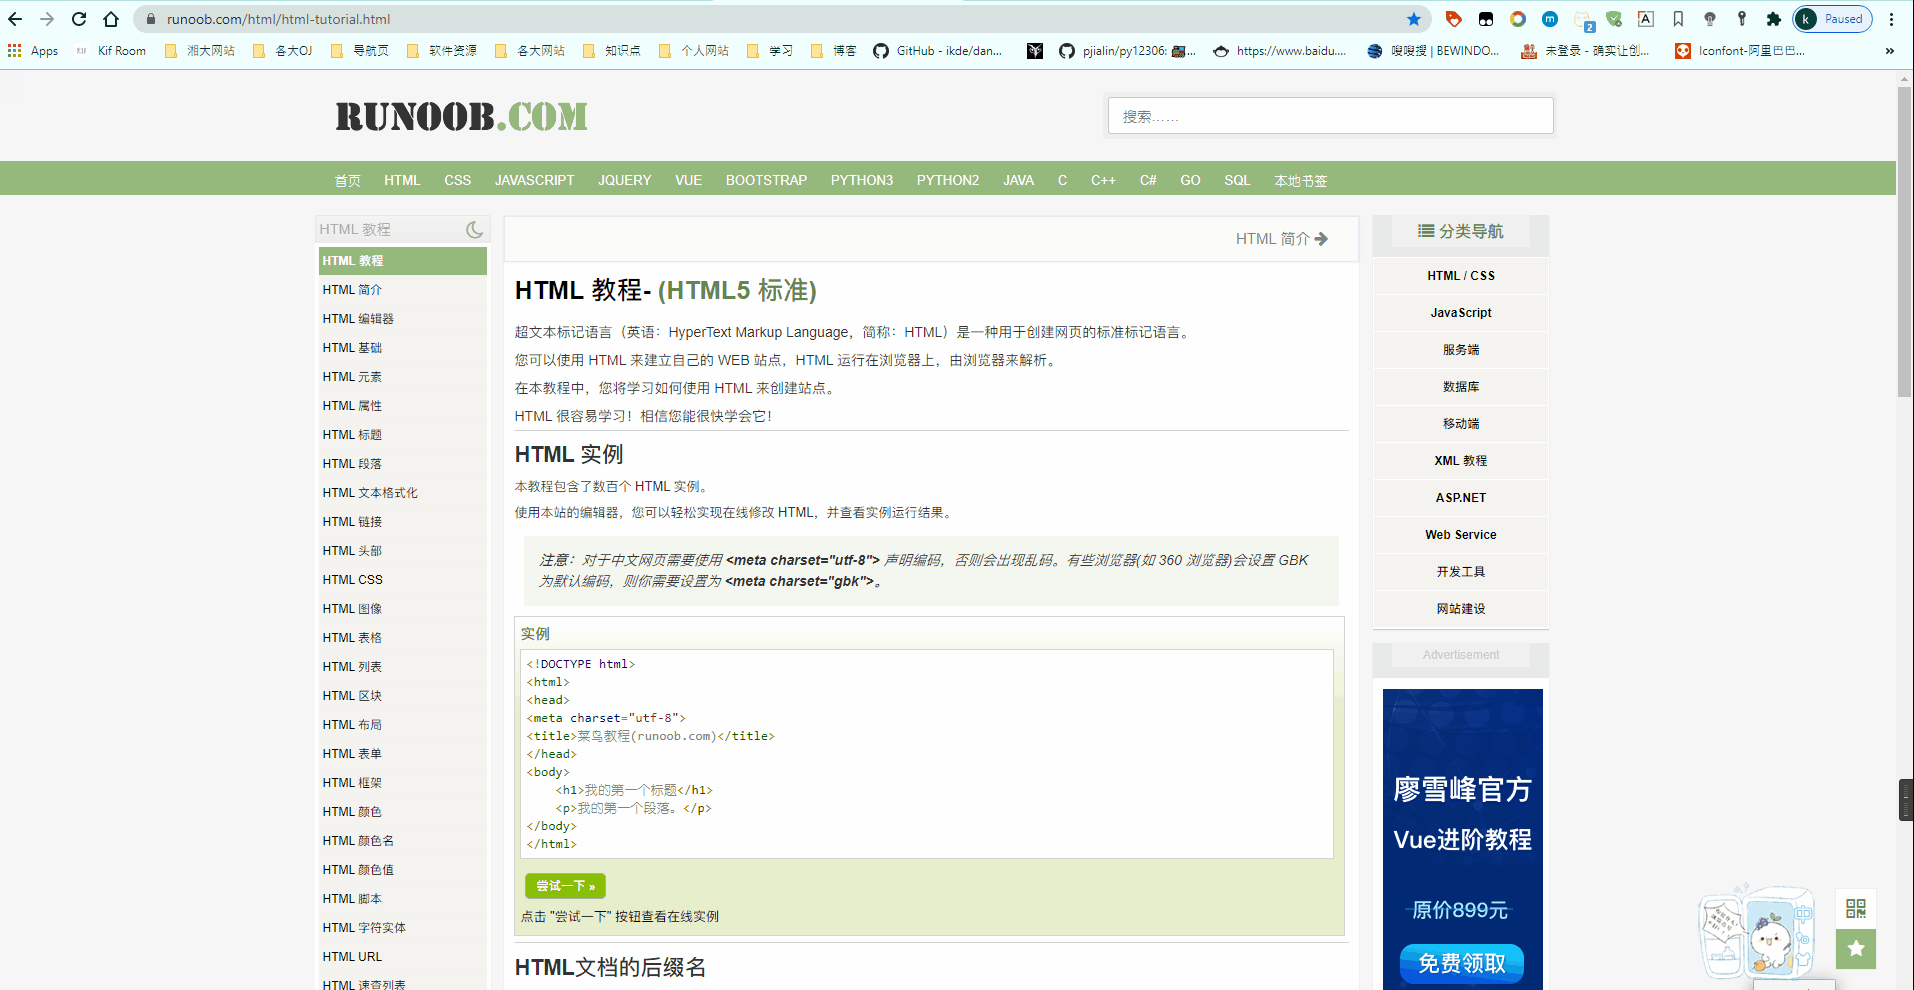 runoob.com/html/html-tutorial.html
k Paused
Apps
Kif Room
湘大网站
各大OJ
导航页
软件资源
各大网站
知识点
个人网站
学习
博客
GitHub - ikde/dan...
pjialin/py12306: ...
https://www.baidu....
嗖嗖搜 | BEWINDO...
未登录 - 确实让创...
Iconfont-阿里巴巴...
»
RUNOOB.COM
搜索……
首页 HTML CSS JAVASCRIPT JQUERY VUE BOOTSTRAP PYTHON3 PYTHON2 JAVA C C++ C# GO SQL 本地书签
HTML 教程
HTML 教程
HTML 简介
HTML 编辑器
HTML 基础
HTML 元素
HTML 属性
HTML 标题
HTML 段落
HTML 文本格式化
HTML 链接
HTML 头部
HTML CSS
HTML 图像
HTML 表格
HTML 列表
HTML 区块
HTML 布局
HTML 表单
HTML 框架
HTML 颜色
HTML 颜色名
HTML 颜色值
HTML 脚本
HTML 字符实体
HTML URL
HTML 速查列表
HTML 简介
HTML 教程- (HTML5 标准)
超文本标记语言（英语：HyperText Markup Language，简称：HTML）是一种用于创建网页的标准标记语言。
您可以使用 HTML 来建立自己的 WEB 站点，HTML 运行在浏览器上，由浏览器来解析。
在本教程中，您将学习如何使用 HTML 来创建站点。
HTML 很容易学习！相信您能很快学会它！
HTML 实例
本教程包含了数百个 HTML 实例。
使用本站的编辑器，您可以轻松实现在线修改 HTML，并查看实例运行结果。
注意：对于中文网页需要使用 <meta charset="utf-8"> 声明编码，否则会出现乱码。有些浏览器(如 360 浏览器)会设置 GBK
为默认编码，则你需要设置为 <meta charset="gbk">。
实例
<!DOCTYPE html>
<html>
<head>
<meta charset="utf-8">
<title>菜鸟教程(runoob.com)</title>
</head>
<body>
<h1>我的第一个标题</h1>
<p>我的第一个段落。</p>
</body>
</html>
尝试一下 »
点击 "尝试一下" 按钮查看在线实例
HTML文档的后缀名
分类导航
HTML / CSS
JavaScript
服务端
数据库
移动端
XML 教程
ASP.NET
Web Service
开发工具
网站建设
Advertisement
廖雪峰官方
Vue进阶教程
原价899元
免费领取